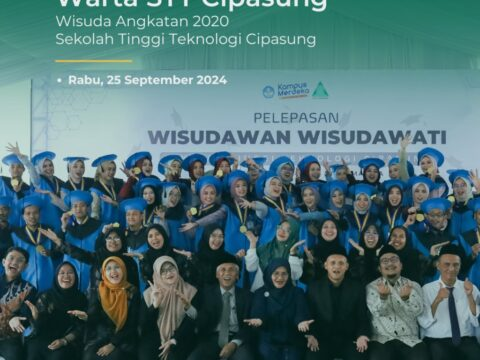 Warta STT Cipasung
Wisuda Angkatan 2020
Sekolah Tinggi Teknologi Cipasung
• Rabu, 25 September 2024
Kampus
Merdeka
PELEPASAN
WISUDAWAN WISUDAWATI